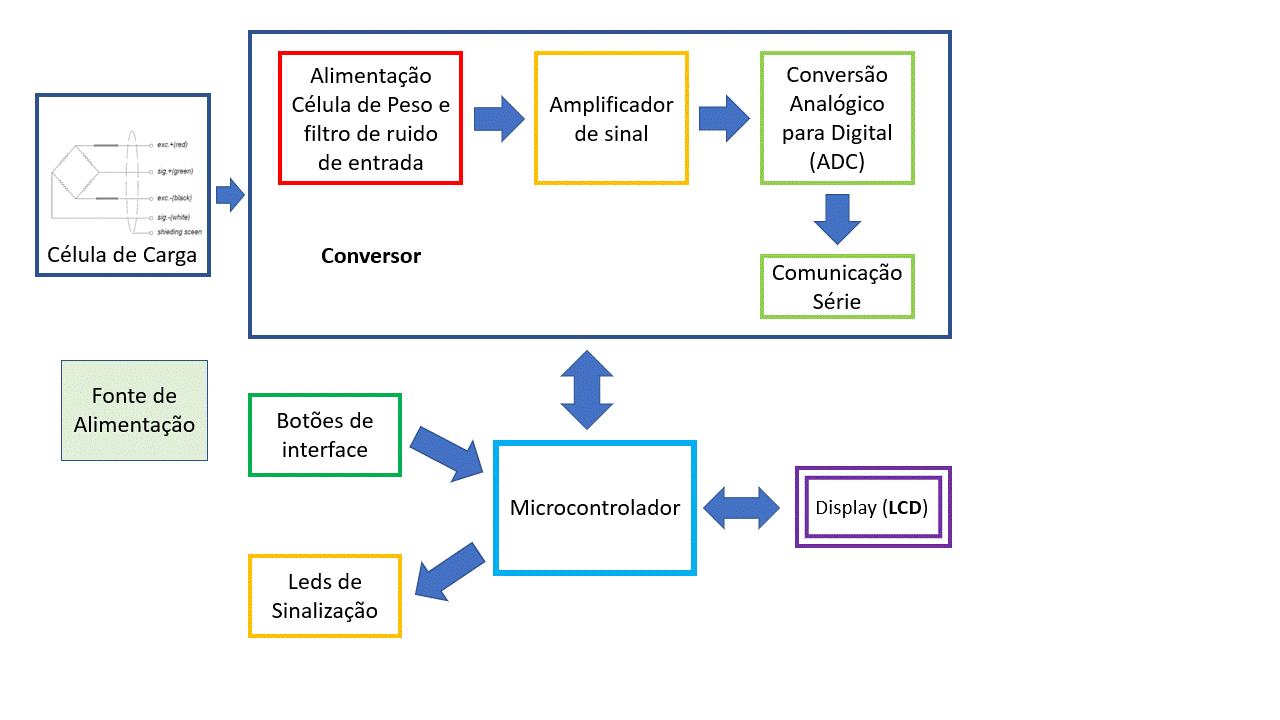 Alimentação
Célula de Peso e
filtro de ruido
de entrada
Amplificador
de sinal
Conversão
Analógico
para Digital
(ADC)
exc.+(red)
sig.+(green)
exc.-(black)
sig.-(white)
shieding sceen
Célula de Carga
Conversor
Comunicação
Série
Fonte de
Alimentação
Botões de
interface
Microcontrolador
Display (LCD)
Leds de
Sinalização